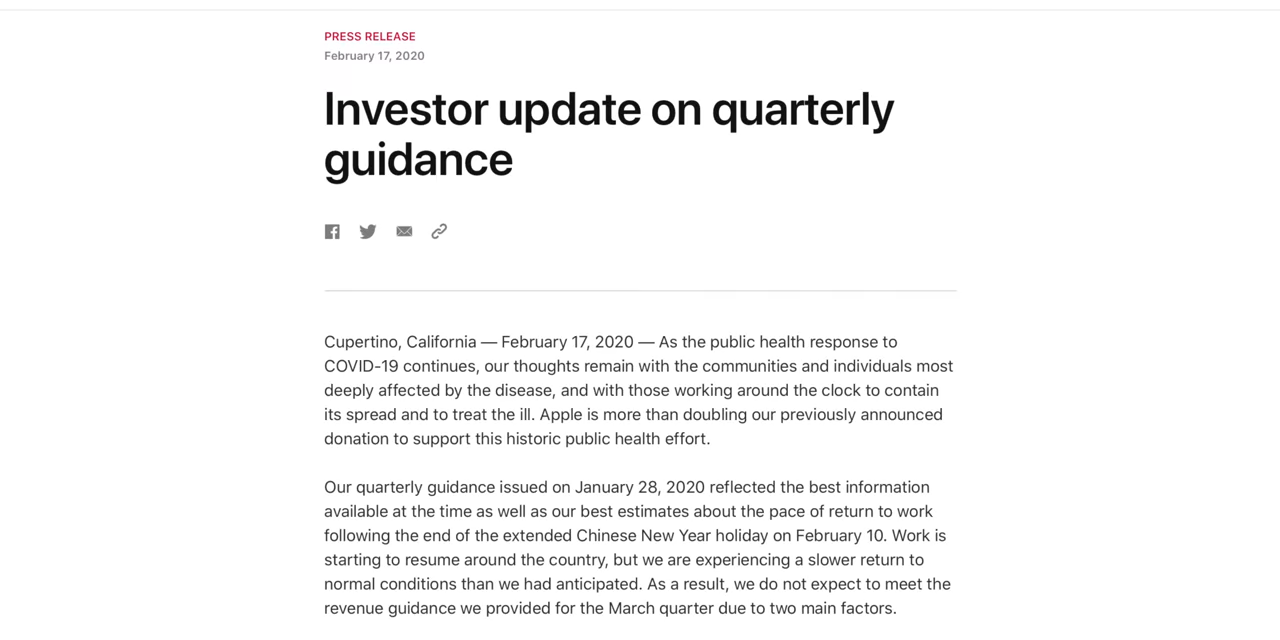 PRESS RELEASE
February 17, 2020
Investor update on quarterly
guidance
Cupertino, California — February 17, 2020 — As the public health response to
COVID-19 continues, our thoughts remain with the communities and individuals most
deeply affected by the disease, and with those working around the clock to contain
its spread and to treat the ill. Apple is more than doubling our previously announced
donation to support this historic public health effort.
Our quarterly guidance issued on January 28, 2020 reflected the best information
available at the time as well as our best estimates about the pace of return to work
following the end of the extended Chinese New Year holiday on February 10. Work is
starting to resume around the country, but we are experiencing a slower return to
normal conditions than we had anticipated. As a result, we do not expect to meet the
revenue guidance we provided for the March quarter due to two main factors.